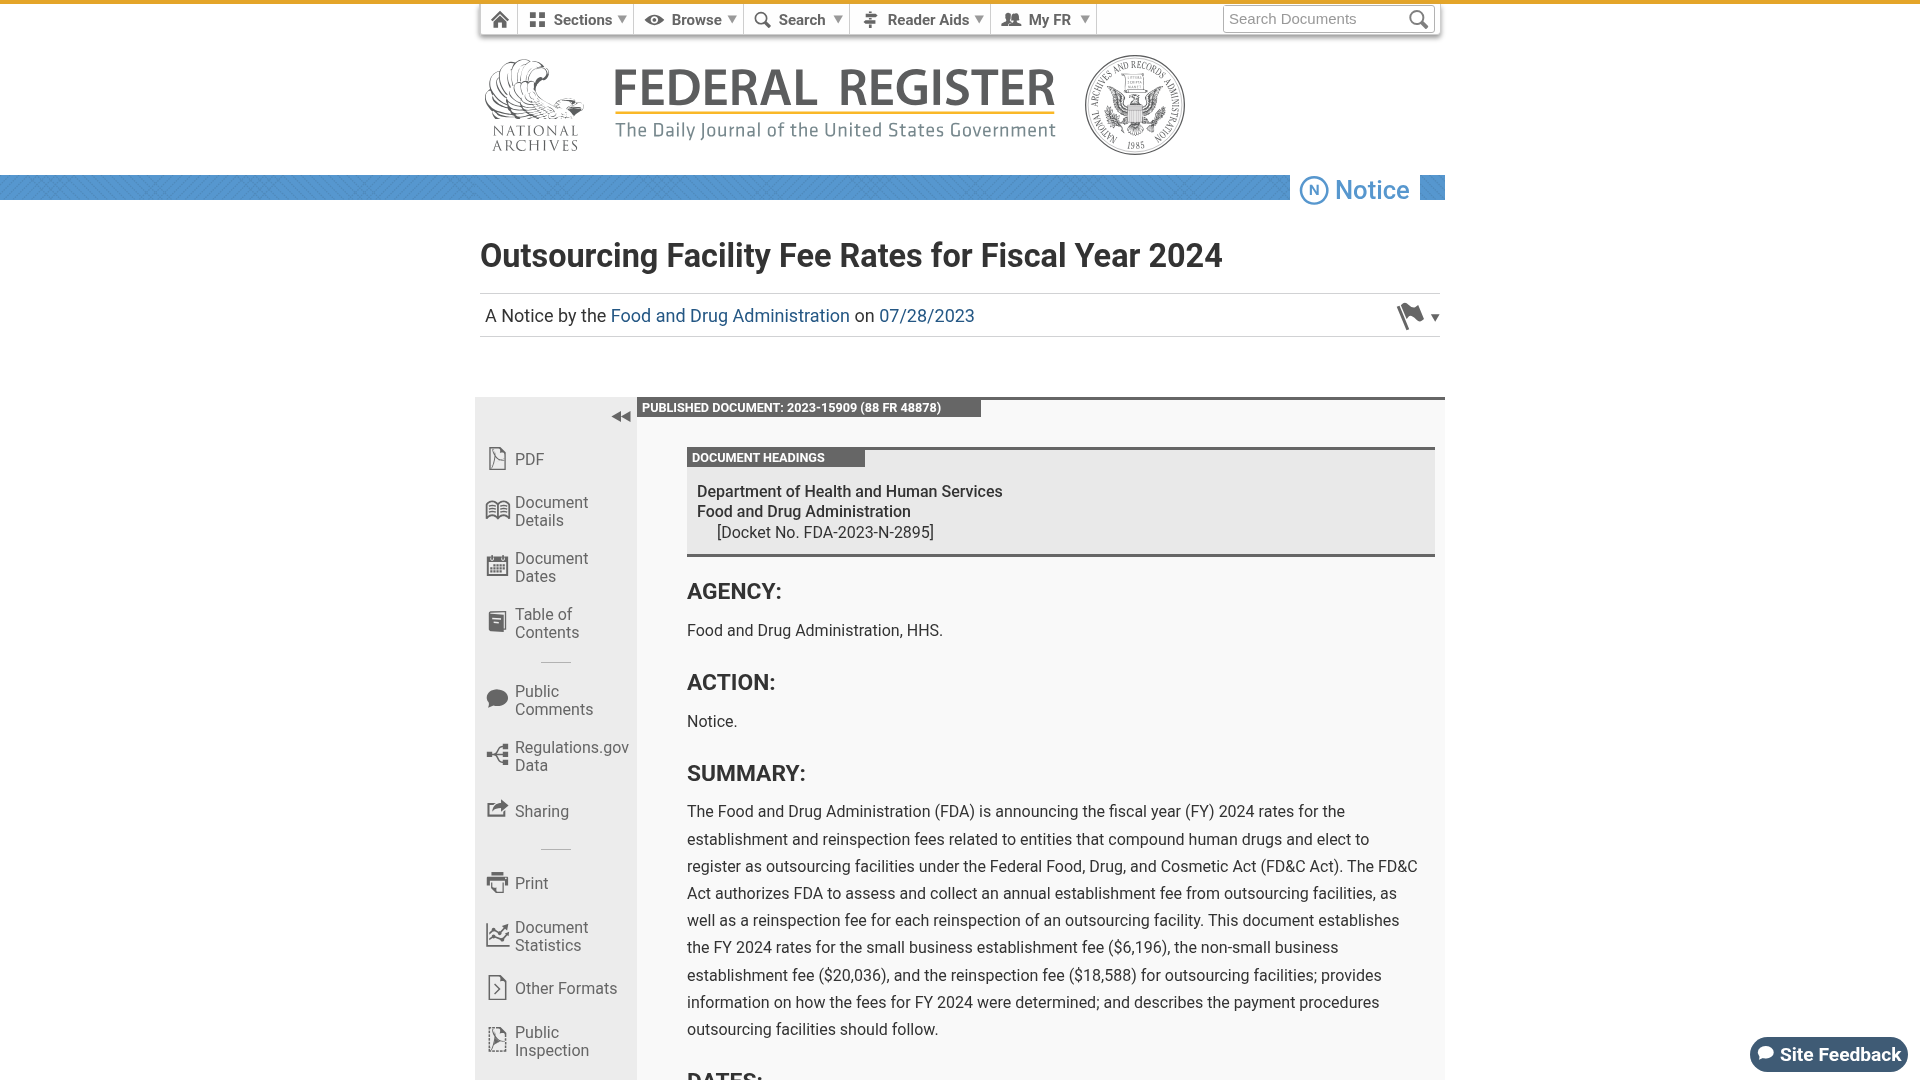 Sections ▼ Browse ▼ Search ▼ Reader Aids ▼ My FR ▼ Search Documents
NATIONAL
ARCHIVES
FEDERAL REGISTER
The Daily Journal of the United States Government
NATIONAL ARCHIVES AND RECORDS ADMINISTRATION
1985
N Notice
Outsourcing Facility Fee Rates for Fiscal Year 2024
A Notice by the Food and Drug Administration on 07/28/2023
PDF
Document
Details
Document
Dates
Table of
Contents
Public
Comments
Regulations.gov
Data
Sharing
Print
Document
Statistics
Other Formats
Public
Inspection
PUBLISHED DOCUMENT: 2023-15909 (88 FR 48878)
DOCUMENT HEADINGS
Department of Health and Human Services
Food and Drug Administration
[Docket No. FDA-2023-N-2895]
AGENCY:
Food and Drug Administration, HHS.
ACTION:
Notice.
SUMMARY:
The Food and Drug Administration (FDA) is announcing the fiscal year (FY) 2024 rates for the
establishment and reinspection fees related to entities that compound human drugs and elect to
register as outsourcing facilities under the Federal Food, Drug, and Cosmetic Act (FD&C Act). The FD&C
Act authorizes FDA to assess and collect an annual establishment fee from outsourcing facilities, as
well as a reinspection fee for each reinspection of an outsourcing facility. This document establishes
the FY 2024 rates for the small business establishment fee ($6,196), the non-small business
establishment fee ($20,036), and the reinspection fee ($18,588) for outsourcing facilities; provides
information on how the fees for FY 2024 were determined; and describes the payment procedures
outsourcing facilities should follow.
DATES:
Site Feedback